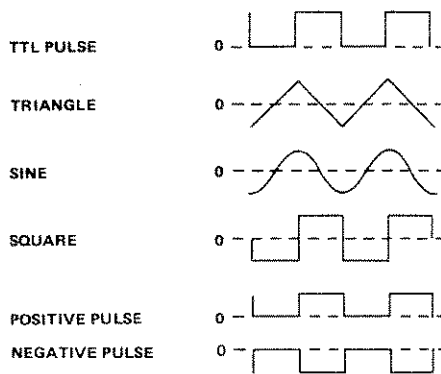 TTL PULSE 0
TRIANGLE 0
SINE 0
SQUARE 0
POSITIVE PULSE 0
NEGATIVE PULSE 0